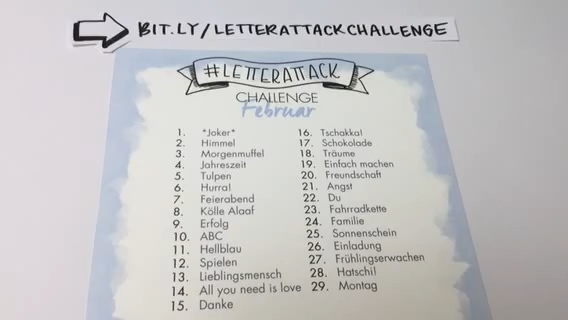 BIT.LY/LETTERATTACKCHALLENGE
#LETTERATTACK
CHALLENGE
Februar
1. *Joker*
2. Himmel
3. Morgenmuffel
4. Jahreszeit
5. Tulpen
6. Hurra!
7. Feierabend
8. Kölle Alaaf
9. Erfolg
10. ABC
11. Hellblau
12. Spielen
13. Lieblingsmensch
14. All you need is love
15. Danke
16. Tschakka!
17. Schokolade
18. Träume
19. Einfach machen
20. Freundschaft
21. Angst
22. Du
23. Fahrradkette
24. Familie
25. Sonnenschein
26. Einladung
27. Frühlingserwachen
28. Hatschi!
29. Montag